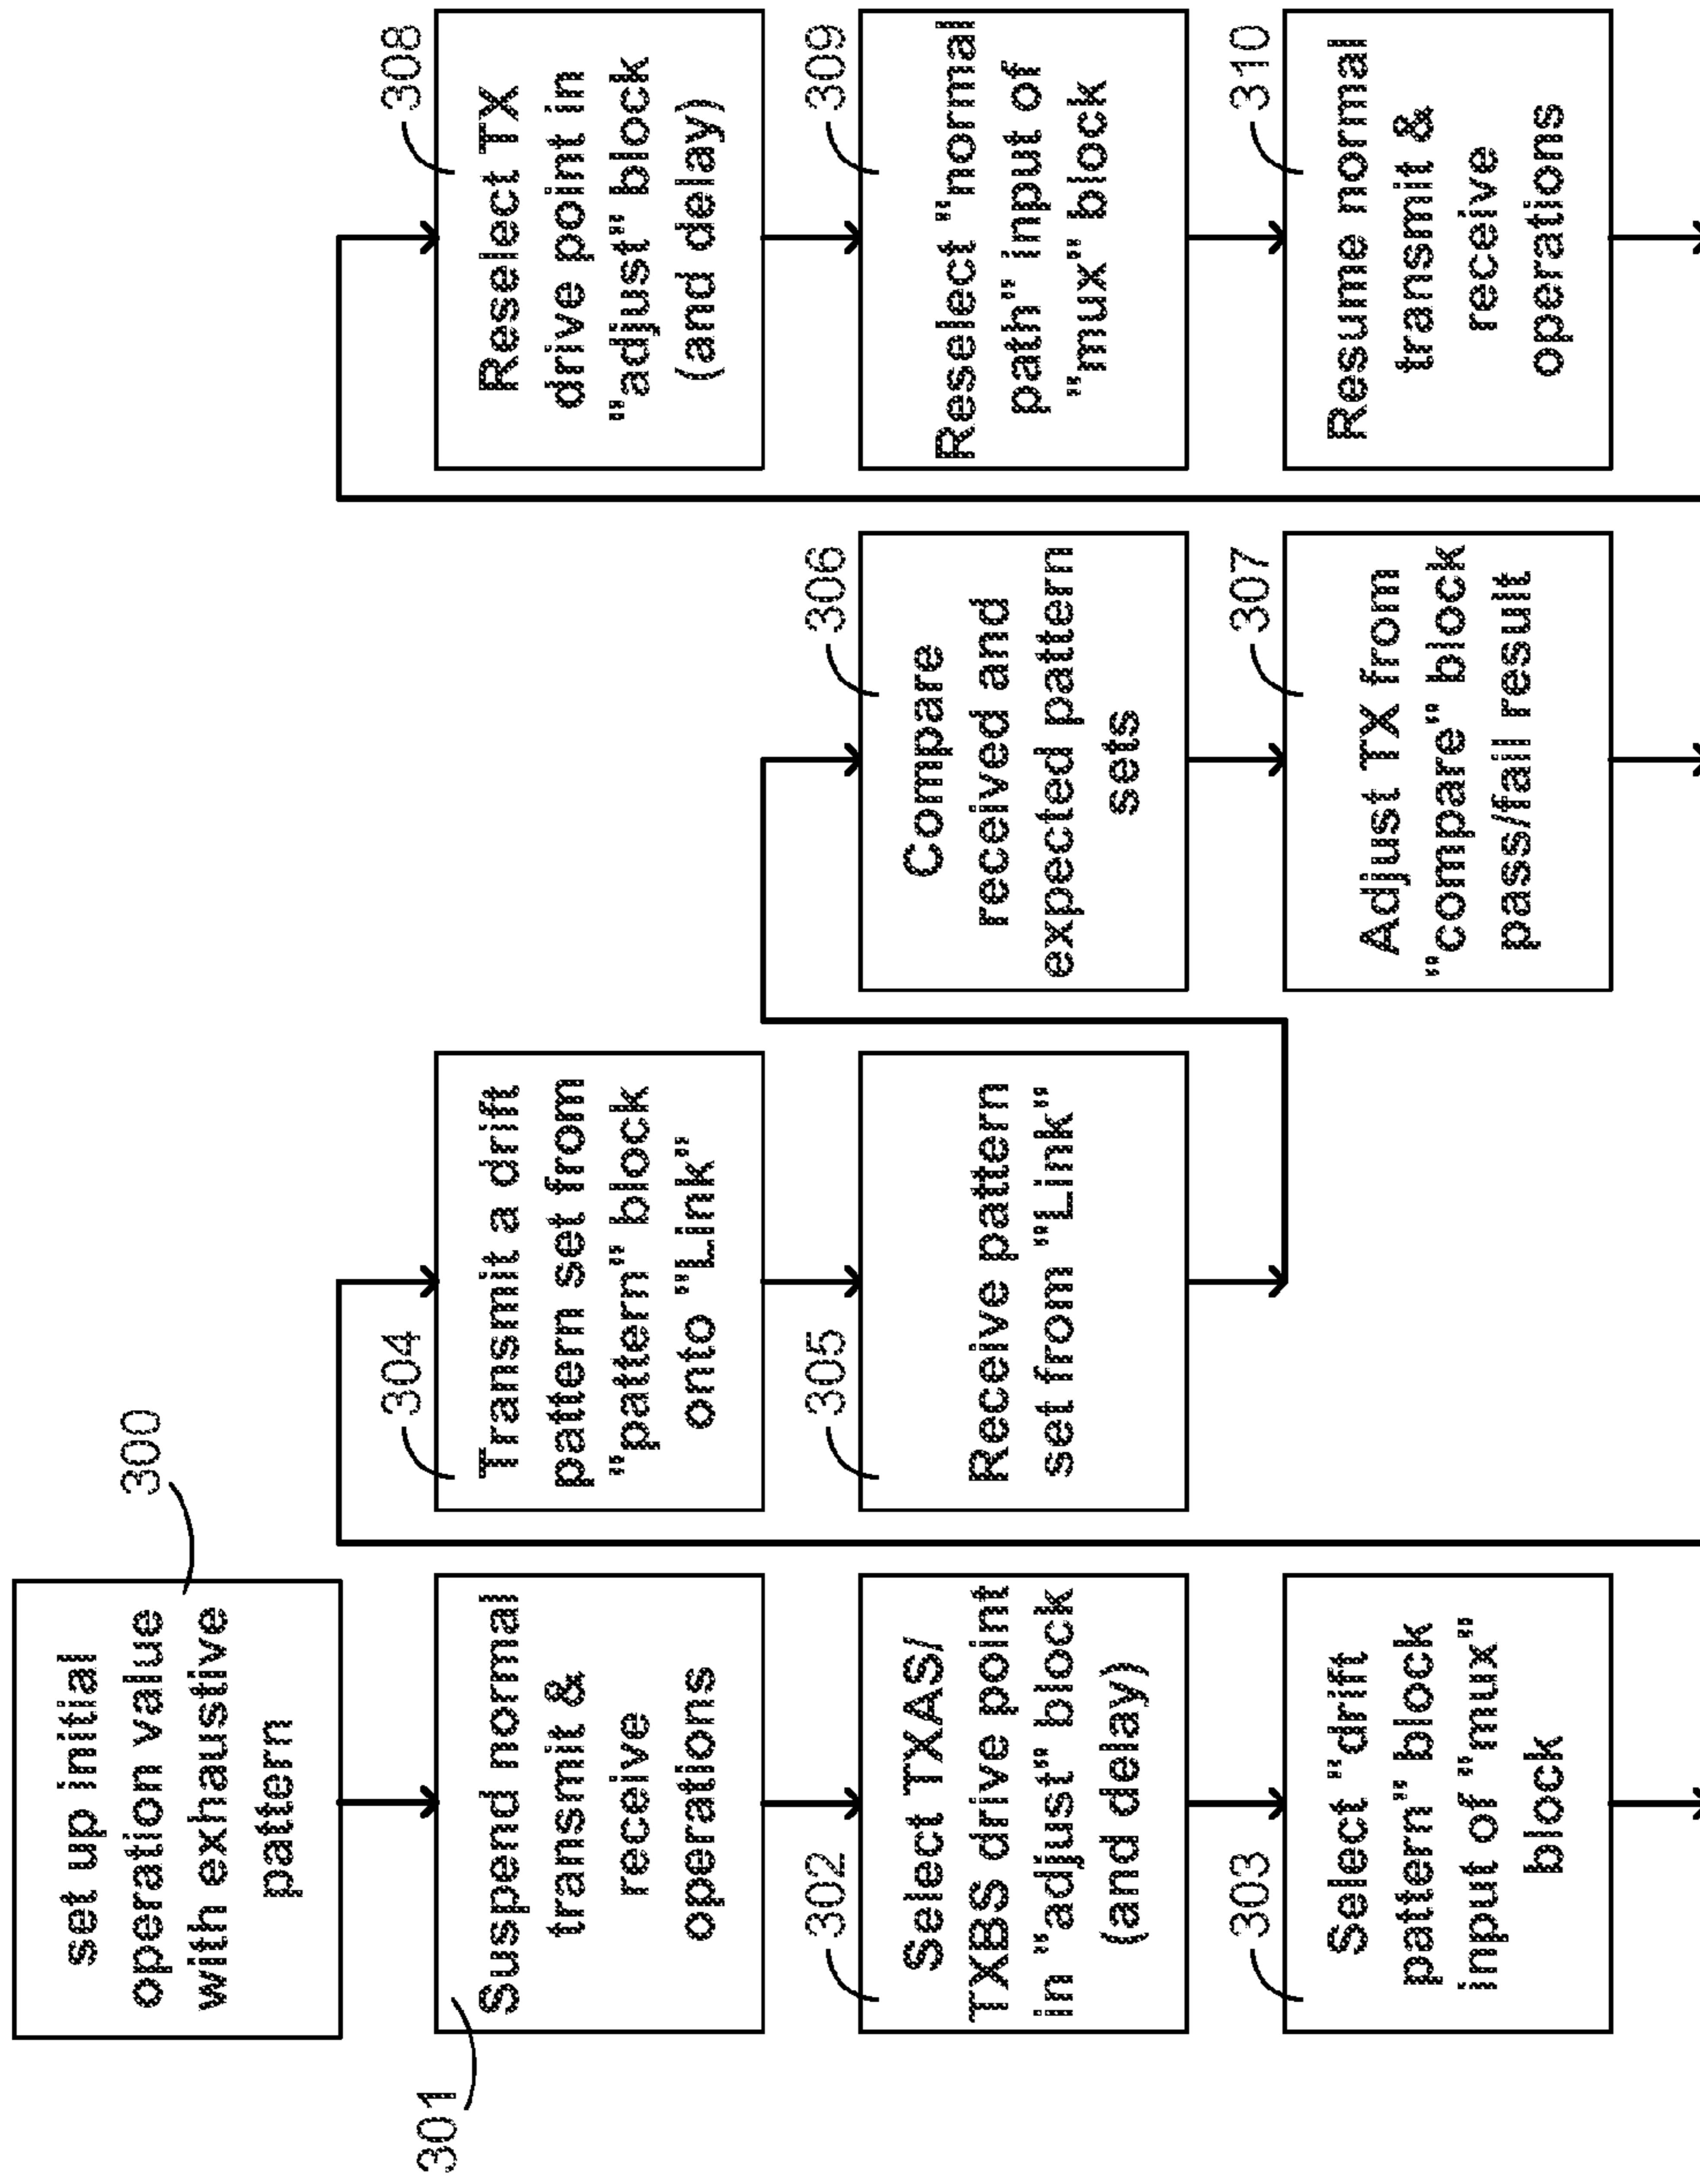 set up initial
operation value
with exhaustive
pattern
300
301
Suspend normal
transmit &
receive
operations
302
Select TXAS/
TXBS drive point
in "adjust" block
(and delay)
303
Select "drift
pattern" block
input of "mux"
block
304
Transmit a drift
pattern set from
"pattern" block
onto "Link"
305
Receive pattern
set from "Link"
306
Compare
received and
expected pattern
sets
307
Adjust TX from
"compare" block
pass/fail result
308
Reselect TX
drive point in
"adjust" block
(and delay)
309
Reselect "normal
path" input of
"mux" block
310
Resume normal
transmit &
receive
operations